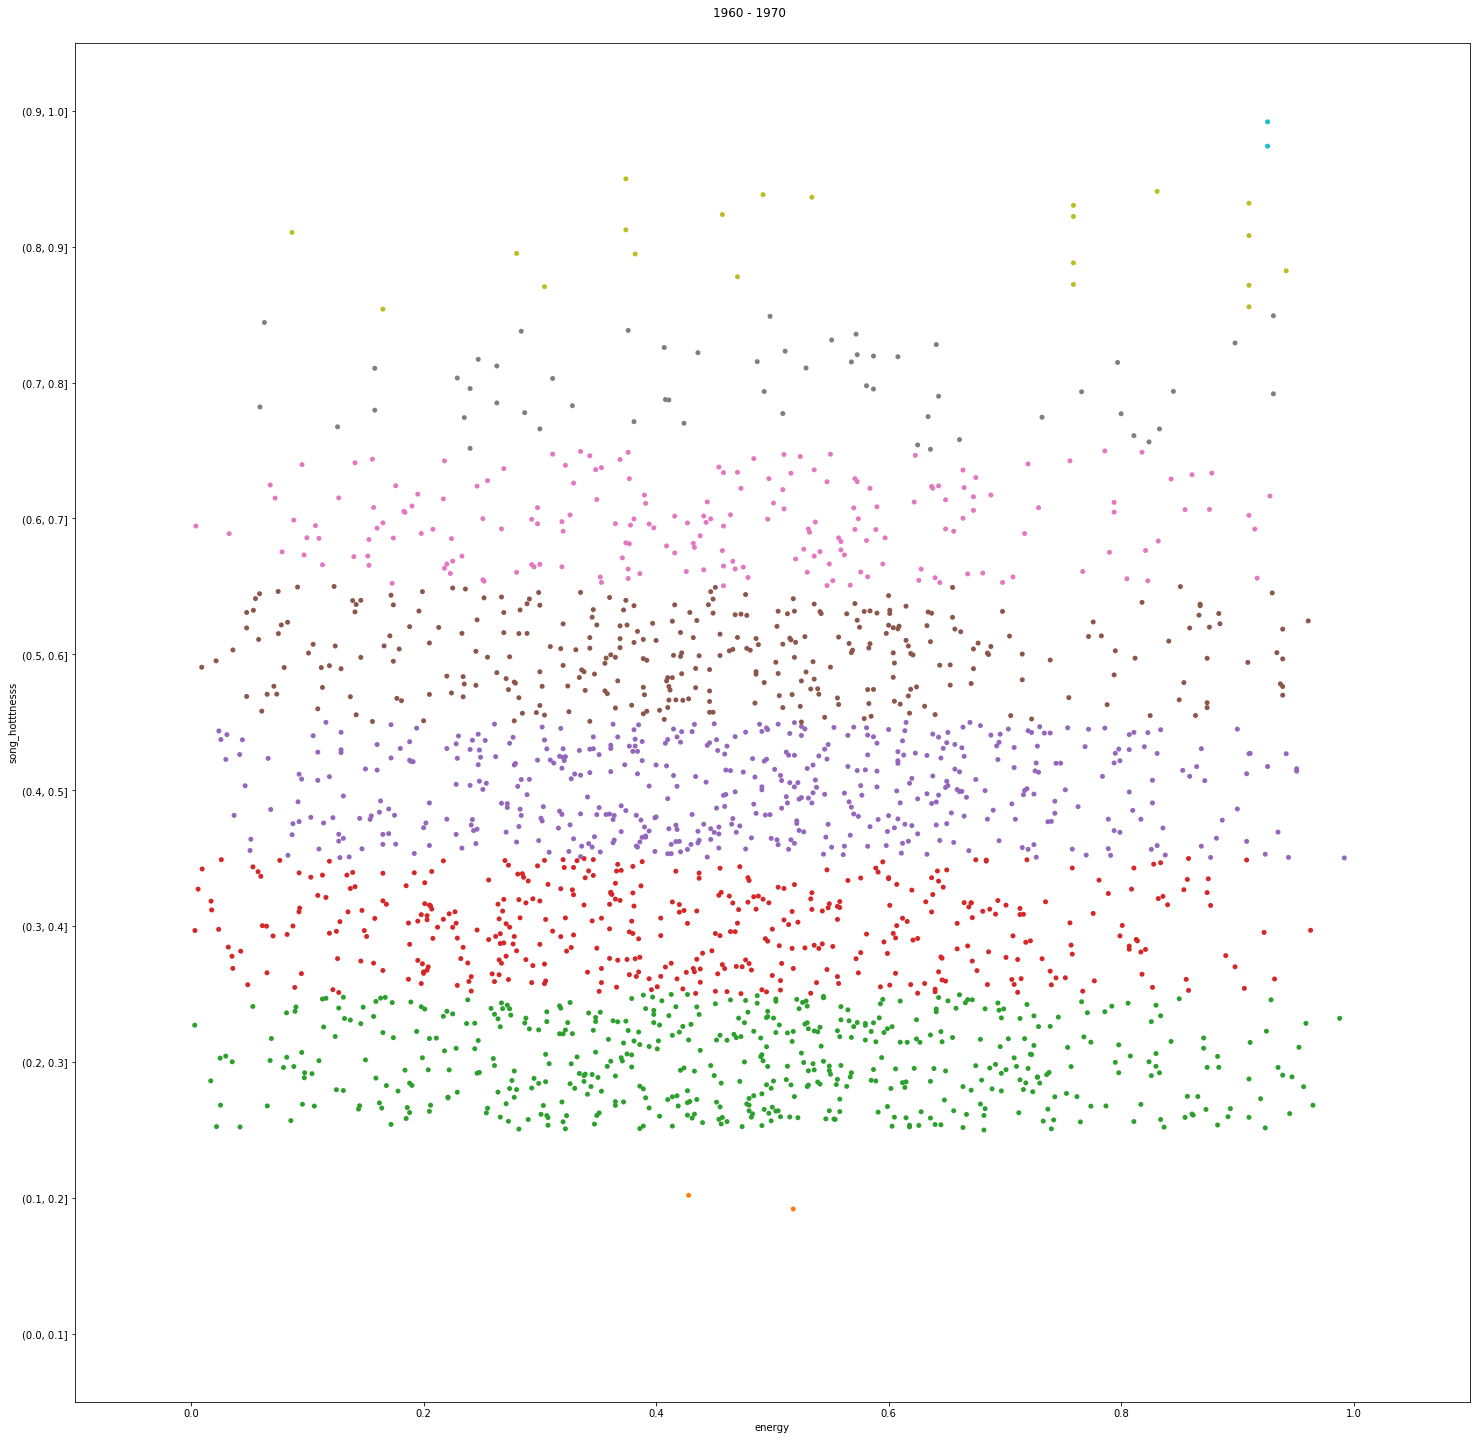 1960 - 1970
(0.9, 1.0]
(0.8, 0.9]
(0.7, 0.8]
(0.6, 0.7]
(0.5, 0.6]
(0.4, 0.5]
(0.3, 0.4]
(0.2, 0.3]
(0.1, 0.2]
(0.0, 0.1]
song_hotttnesss
0.0 0.2 0.4 0.6 0.8 1.0
energy